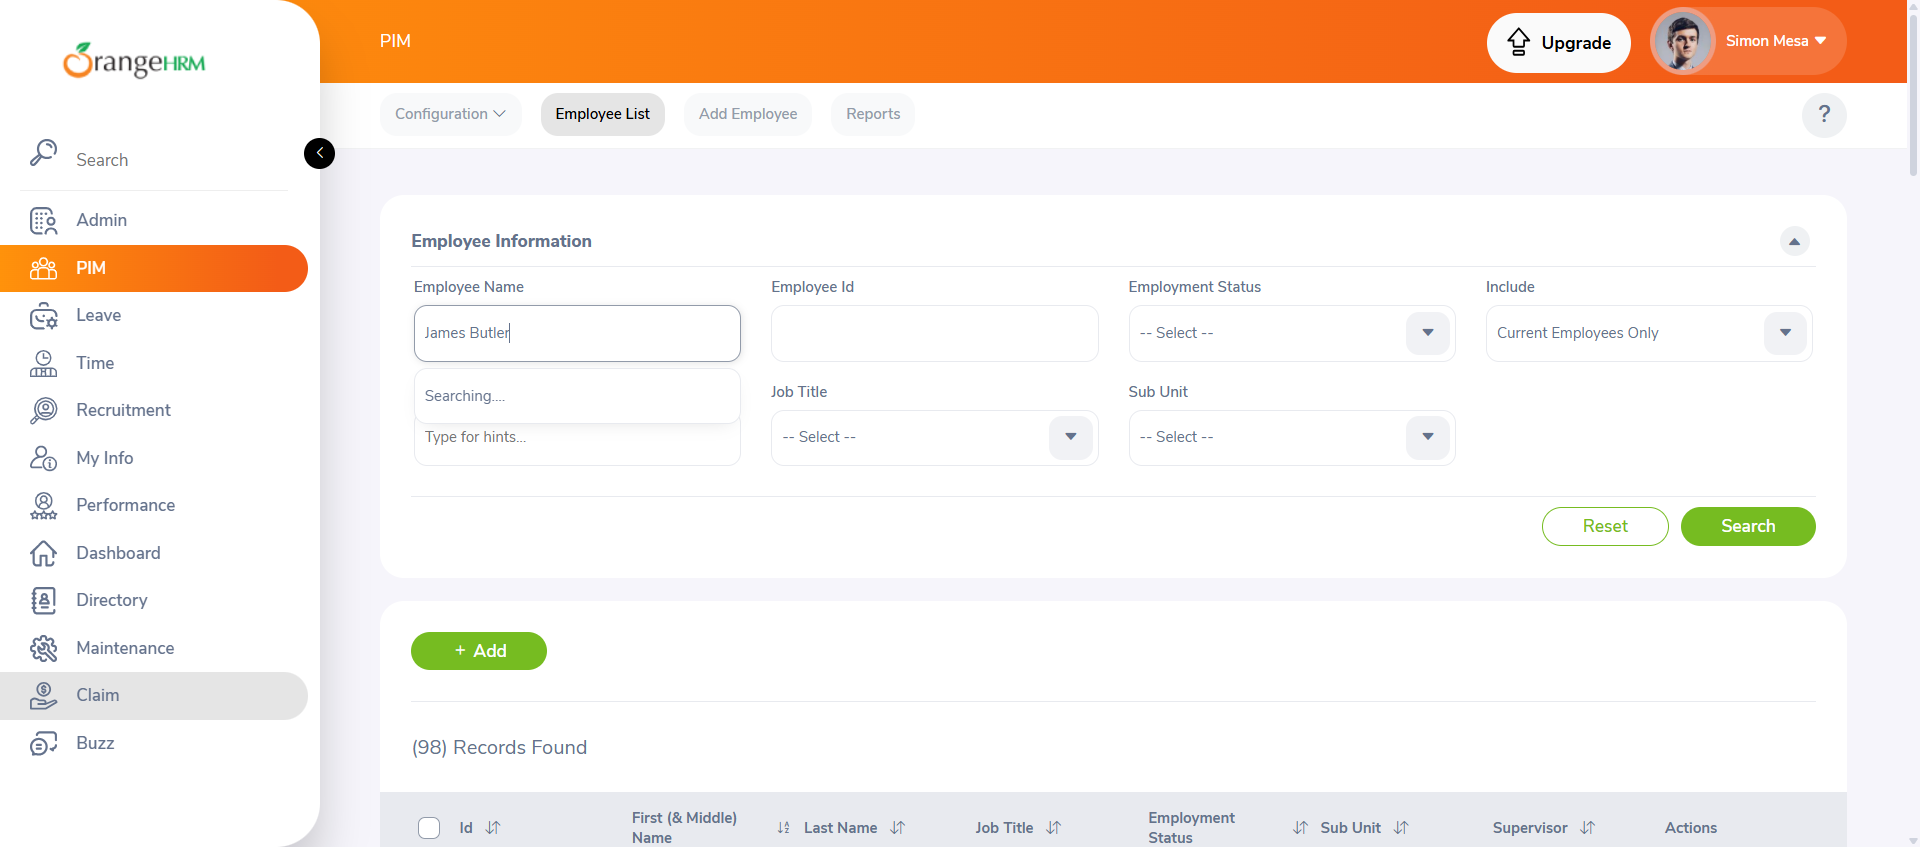 OrangeHRM
PIM
Upgrade
Simon Mesa
Configuration
Employee List
Add Employee
Reports
?
Search
Admin
PIM
Leave
Time
Recruitment
My Info
Performance
Dashboard
Directory
Maintenance
Claim
Buzz
Employee Information
Employee Name
Employee Id
Employment Status
Include
James Butler
-- Select --
Current Employees Only
Searching....
Job Title
Sub Unit
Type for hints...
-- Select --
-- Select --
Reset
Search
+ Add
(98) Records Found
Id
First (& Middle)
Name
Last Name
Job Title
Employment
Status
Sub Unit
Supervisor
Actions